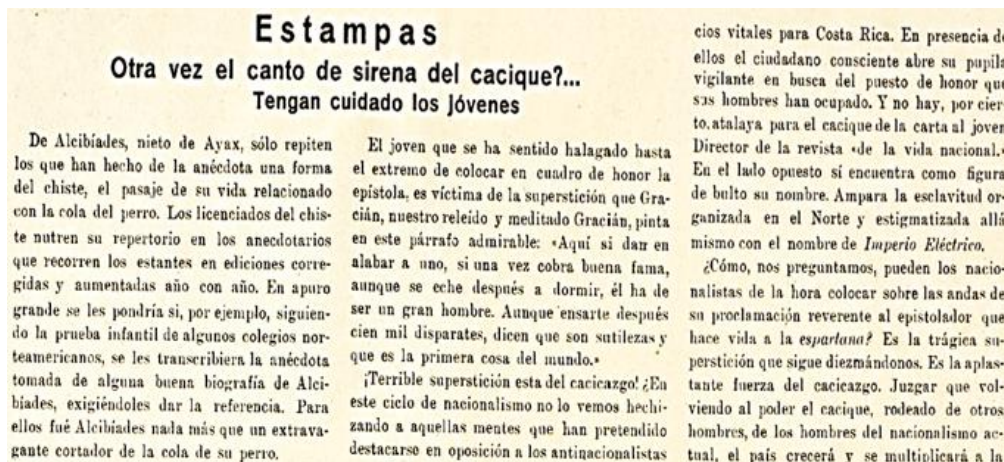 Estampas
Otra vez el canto de sirena del cacique?...
Tengan cuidado los jóvenes
De Alcibíades, nieto de Ayax, sólo repiten
los que han hecho de la anécdota una forma
del chiste, el pasaje de su vida relacionado
con la cola del perro. Los licenciados del chis-
te nutren su repertorio en los anecdotarios
que recorren los estantes en ediciones corre-
gidas y aumentadas año con año. En apuro
grande se les pondría si, por ejemplo, siguien-
do la prueba infantil de algunos colegios nor-
teamericanos, se les transcribiera la anécdota
tomada de alguna buena biografía de Alci-
bíades, exigiéndoles dar la referencia. Para
ellos fué Alcibíades nada más que un extrava-
gante cortador de la cola de su perro.
El joven que se ha sentido halagado hasta
el extremo de colocar en cuadro de honor la
epístola, es víctima de la superstición que Gra-
cián, nuestro releído y meditado Gracián, pinta
en este párrafo admirable: «Aquí si dan en
alabar a uno, si una vez cobra buena fama,
aunque se eche después a dormir, él ha de
ser un gran hombre. Aunque ensarte después
cien mil disparates, dicen que son sutilezas y
que es la primera cosa del mundo.»
¡Terrible superstición esta del cacicazgo! ¿En
este ciclo de nacionalismo no lo vemos hechi-
zando a aquellas mentes que han pretendido
destacarse en oposición a los antinacionalistas
cios vitales para Costa Rica. En presencia de
ellos el ciudadano consciente abre su pupila
vigilante en busca del puesto de honor que
sus hombres han ocupado. Y no hay, por cier-
to, atalaya para el cacique de la carta al joven
Director de la revista «de la vida nacional.»
En el lado opuesto sí encuentra como figura
de bulto su nombre. Ampara la esclavitud or-
ganizada en el Norte y estigmatizada allá
mismo con el nombre de Imperio Eléctrico.
¿Cómo, nos preguntamos, pueden los nacio-
nalistas de la hora colocar sobre las andas de
su proclamación reverente al epistolador que
hace vida a la espartana? Es la trágica su-
perstición que sigue diezmándonos. Es la aplas-
tante fuerza del cacicazgo. Juzgar que vol-
viendo al poder el cacique, rodeado de otros
hombres, de los hombres del nacionalismo ac-
tual, el país crecerá y se multiplicará a la